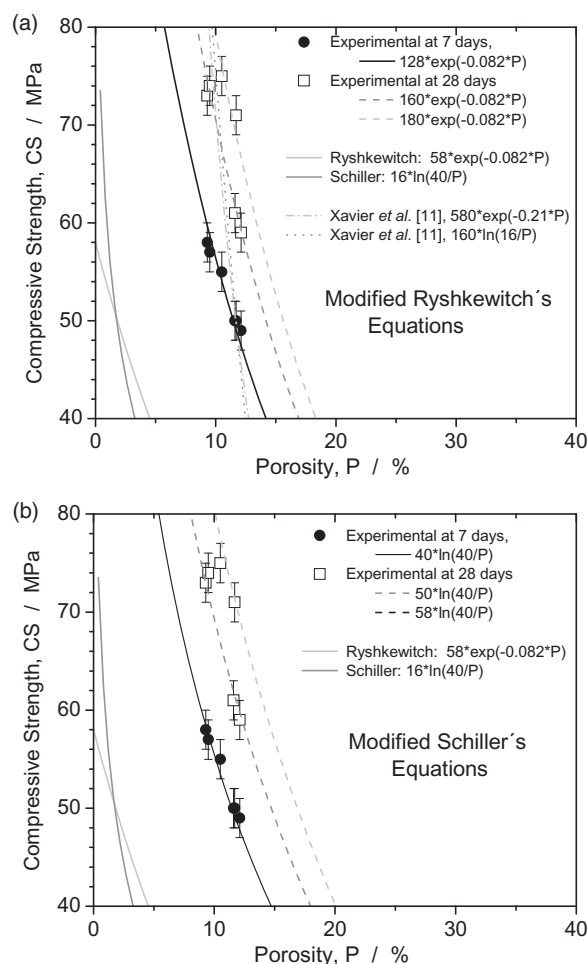 (a)
80
70
60
50
40
Compressive Strength, CS / MPa
Experimental at 7 days,
128*exp(-0.082*P)
Experimental at 28 days
160*exp(-0.082*P)
180*exp(-0.082*P)
Ryshkewitch: 58*exp(-0.082*P)
Schiller: 16*ln(40/P)
Xavier et al. [11], 580*exp(-0.21*P)
Xavier et al. [11], 160*ln(16/P)
Modified Ryshkewitch´s
Equations
0 10 20 30 40
Porosity, P / %
(b)
80
70
60
50
40
Compressive Strength, CS / MPa
Experimental at 7 days,
40*ln(40/P)
Experimental at 28 days
50*ln(40/P)
58*ln(40/P)
Ryshkewitch: 58*exp(-0.082*P)
Schiller: 16*ln(40/P)
Modified Schiller´s
Equations
0 10 20 30 40
Porosity, P / %